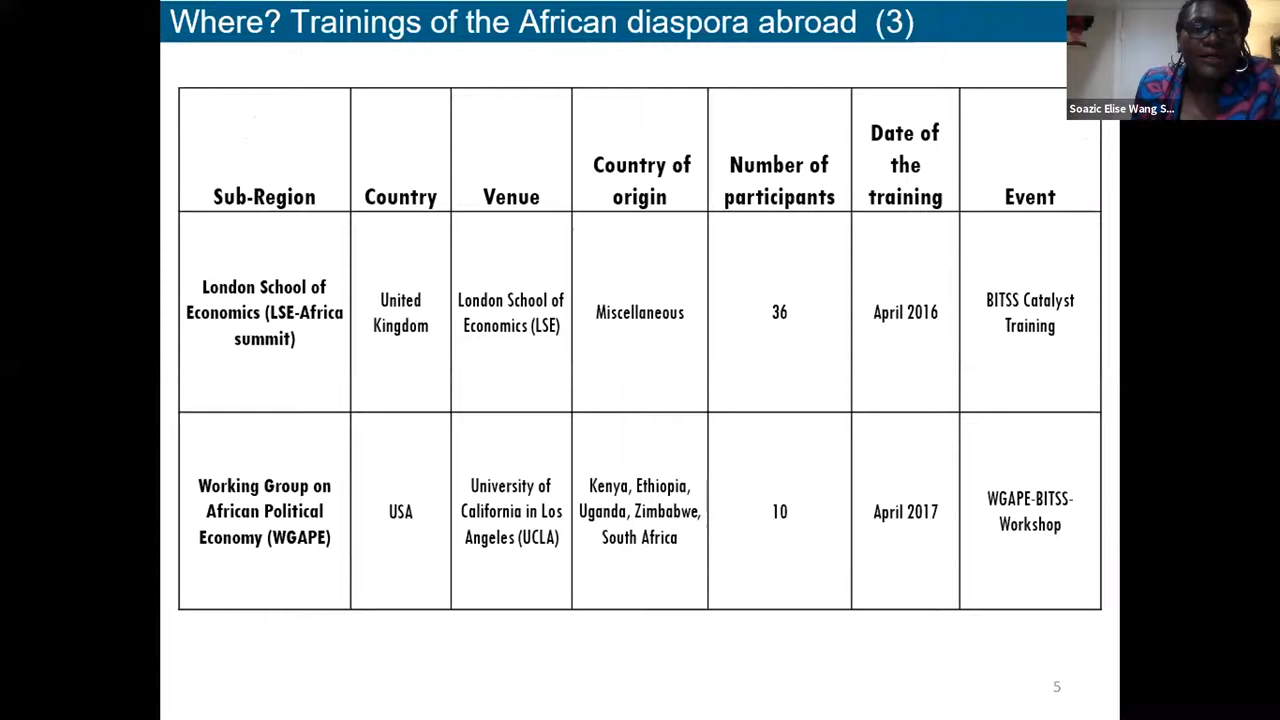 Where? Trainings of the African diaspora abroad (3)
Soazic Elise Wang S...
Sub-Region
Country
Venue
Country of
origin
Number of
participants
Date of
the
training
Event
London School of
Economics (LSE-Africa
summit)
United
Kingdom
London School of
Economics (LSE)
Miscellaneous
36
April 2016
BITSS Catalyst
Training
Working Group on
African Political
Economy (WGAPE)
USA
University of
California in Los
Angeles (UCLA)
Kenya, Ethiopia,
Uganda, Zimbabwe,
South Africa
10
April 2017
WGAPE-BITSS-
Workshop
5